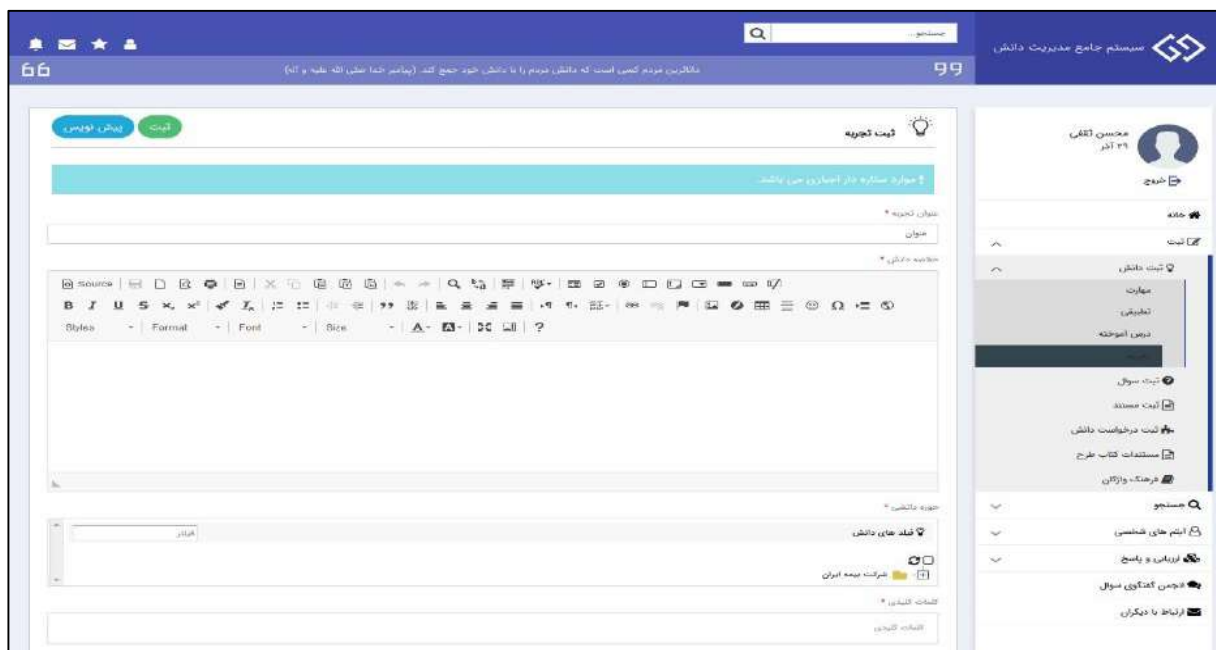 سیستم جامع مدیریت دانش
جستجو...
داناترین مردم کسی است که دانش مردم را با دانش خود جمع کند. (پیامبر خدا صلی الله علیه و آله)
محسن ثقفی
۲۹ آذر
خروج
خانه
ثبت
ثبت دانش
مهارت
تطبیقی
درس آموخته
ثبت سوال
ثبت مستند
ثبت درخواست دانش
مستندات کتاب طرح
فرهنگ واژگان
جستجو
آیتم های شخصی
ارزیابی و پاسخ
انجمن گفتگوی سوال
ارتباط با دیگران
ثبت تجربه
ثبت
پیش نویس
موارد ستاره دار اجباری می باشد.
عنوان تجربه *
عنوان
خلاصه دانش *
Source
B I U S x₂ x² Iₓ
Styles Format Font Size A A ?
حوزه دانشی *
فیلد های دانش
فیلتر
شرکت بیمه ایران
کلمات کلیدی *
کلمات کلیدی